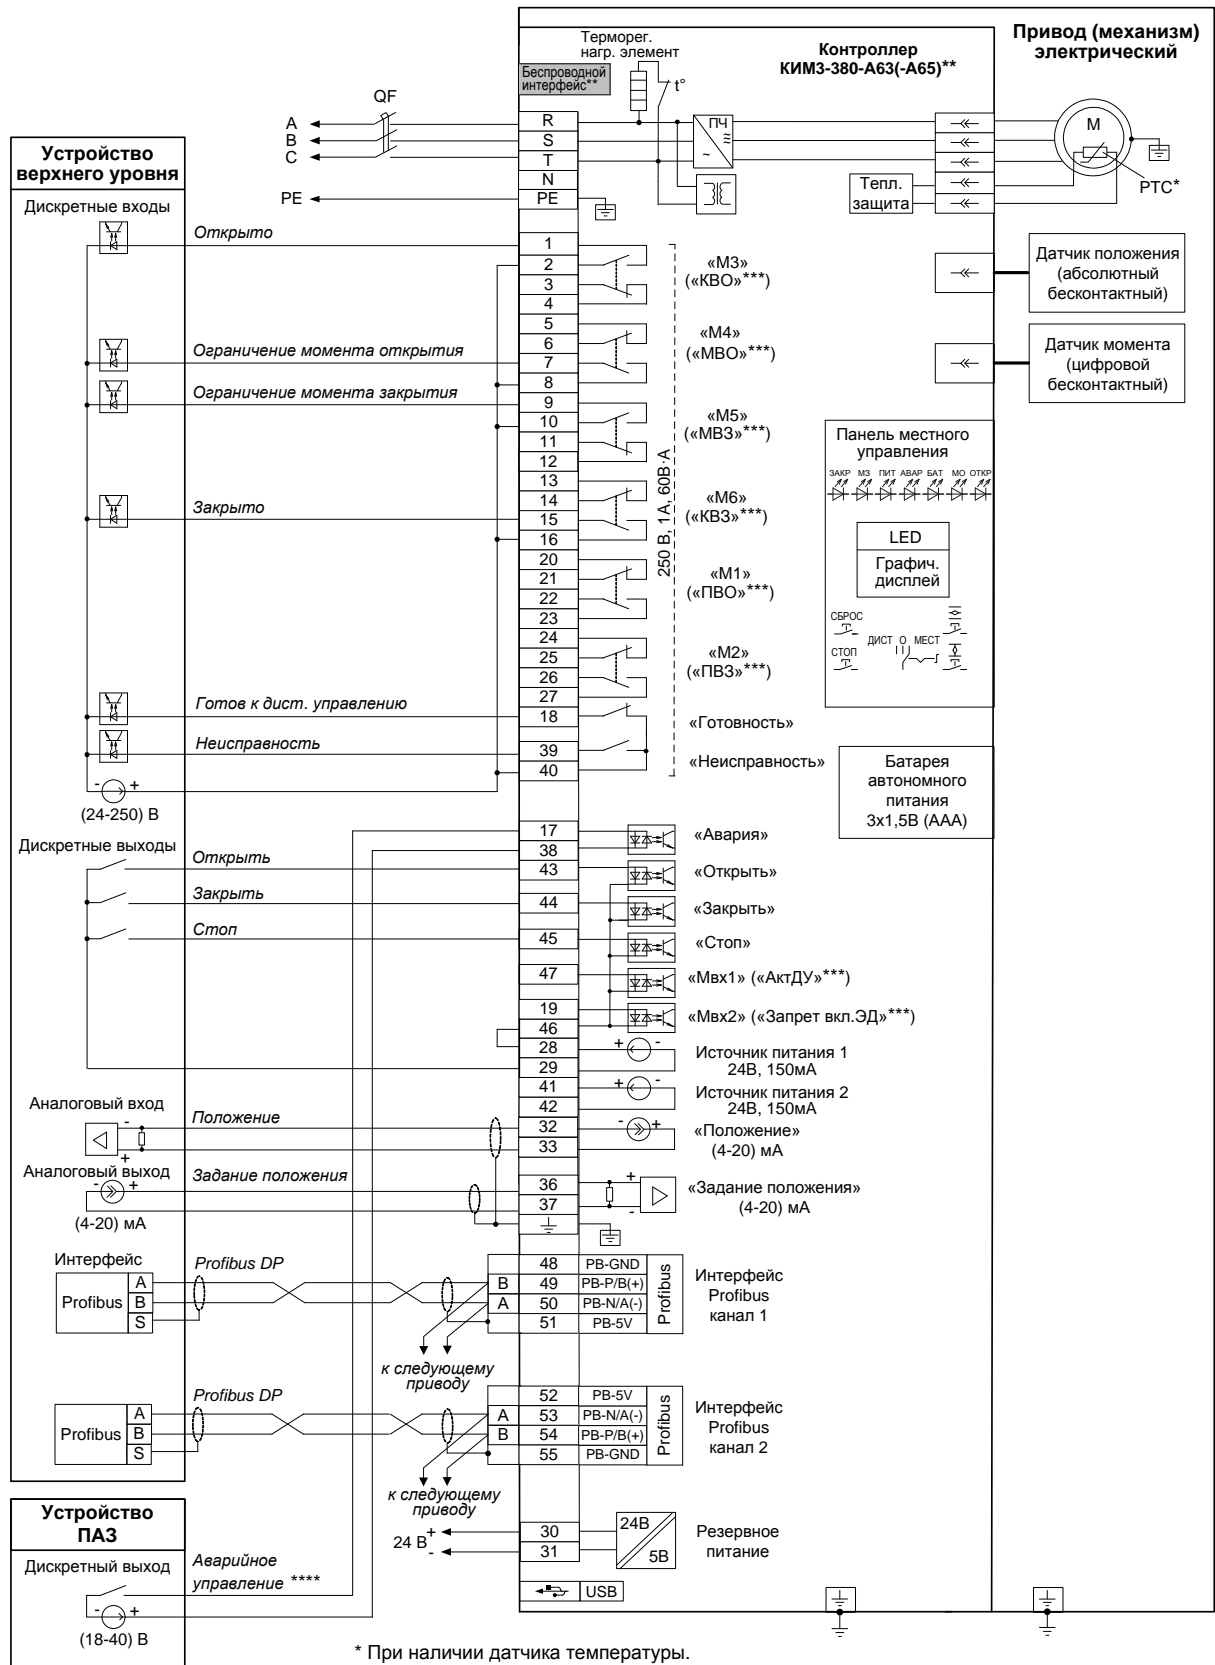 Привод (механизм)
электрический
Контроллер
КИМ3-380-А63(-А65)**
Терморег.
нагр. элемент
t°
Беспроводной
интерфейс**
QF
A
B
C
PE
R
S
T
N
PE
ПЧ
≈
~
Тепл.
защита
М
PTC*
Датчик положения
(абсолютный
бесконтактный)
Датчик момента
(цифровой
бесконтактный)
Устройство
верхнего уровня
Дискретные входы
Открыто
1
2
3
4
«М3»
(«КВО»***)
Ограничение момента открытия
5
6
7
8
«М4»
(«МВО»***)
Ограничение момента закрытия
9
10
11
12
«М5»
(«МВЗ»***)
Закрыто
13
14
15
16
«М6»
(«КВЗ»***)
20
21
22
23
«М1»
(«ПВО»***)
24
25
26
27
«М2»
(«ПВЗ»***)
250 В, 1А, 60В·А
Готов к дист. управлению
18
«Готовность»
Неисправность
39
40
«Неисправность»
- +
(24-250) В
Панель местного
управления
ЗАКР МЗ ПИТ АВАР БАТ МО ОТКР
LED
Графич.
дисплей
СБРОС
СТОП
ДИСТ О МЕСТ
Батарея
автономного
питания
3х1,5В (ААА)
Дискретные выходы
17
38
«Авария»
Открыть
43
«Открыть»
Закрыть
44
«Закрыть»
Стоп
45
«Стоп»
47
«Мвх1» («АктДУ»***)
19
46
«Мвх2» («Запрет вкл.ЭД»***)
28
29
+ -
Источник питания 1
24В, 150мА
41
42
+ -
Источник питания 2
24В, 150мА
Аналоговый вход
-
+
Положение
32
33
- +
«Положение»
(4-20) мА
Аналоговый выход
- +
(4-20) мА
Задание положения
36
37
+
-
«Задание положения»
(4-20) мА
Интерфейс
Profibus
A
B
S
Profibus DP
B
A
48 PB-GND
49 PB-P/B(+)
50 PB-N/A(-)
51 PB-5V
Profibus
Интерфейс
Profibus
канал 1
к следующему
приводу
Profibus
A
B
S
Profibus DP
A
B
52 PB-5V
53 PB-N/A(-)
54 PB-P/B(+)
55 PB-GND
Profibus
Интерфейс
Profibus
канал 2
к следующему
приводу
24 В
+
-
30
31
24В
5В
Резервное
питание
USB
Устройство
ПАЗ
Дискретный выход
Аварийное
управление ****
- +
(18-40) В
* При наличии датчика температуры.